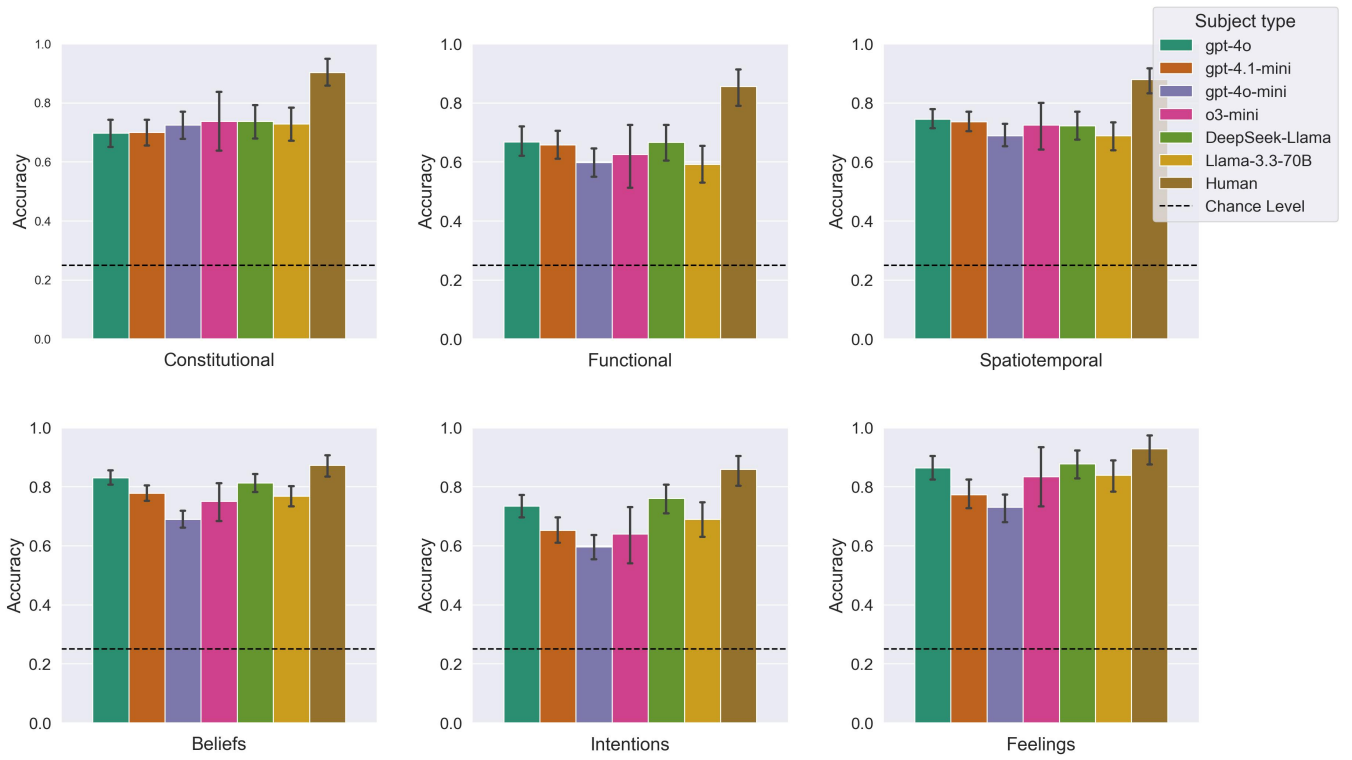 Subject type
gpt-4o
gpt-4.1-mini
gpt-4o-mini
o3-mini
DeepSeek-Llama
Llama-3.3-70B
Human
Chance Level
1.0
0.8
0.6
0.4
0.2
0.0
Accuracy
Constitutional
1.0
0.8
0.6
0.4
0.2
0.0
Accuracy
Functional
1.0
0.8
0.6
0.4
0.2
0.0
Accuracy
Spatiotemporal
1.0
0.8
0.6
0.4
0.2
0.0
Accuracy
Beliefs
1.0
0.8
0.6
0.4
0.2
0.0
Accuracy
Intentions
1.0
0.8
0.6
0.4
0.2
0.0
Accuracy
Feelings